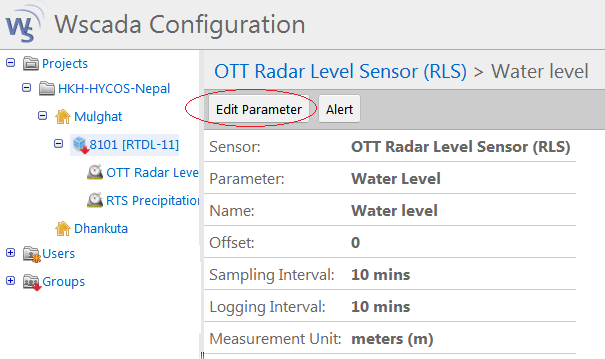 WS Wscada Configuration
Projects
HKH-HYCOS-Nepal
Mulghat
8101 [RTDL-11]
OTT Radar Leve
RTS Precipitation
Dhankuta
Users
Groups
OTT Radar Level Sensor (RLS) > Water level
Edit Parameter Alert
Sensor: OTT Radar Level Sensor (RLS)
Parameter: Water Level
Name: Water level
Offset: 0
Sampling Interval: 10 mins
Logging Interval: 10 mins
Measurement Unit: meters (m)